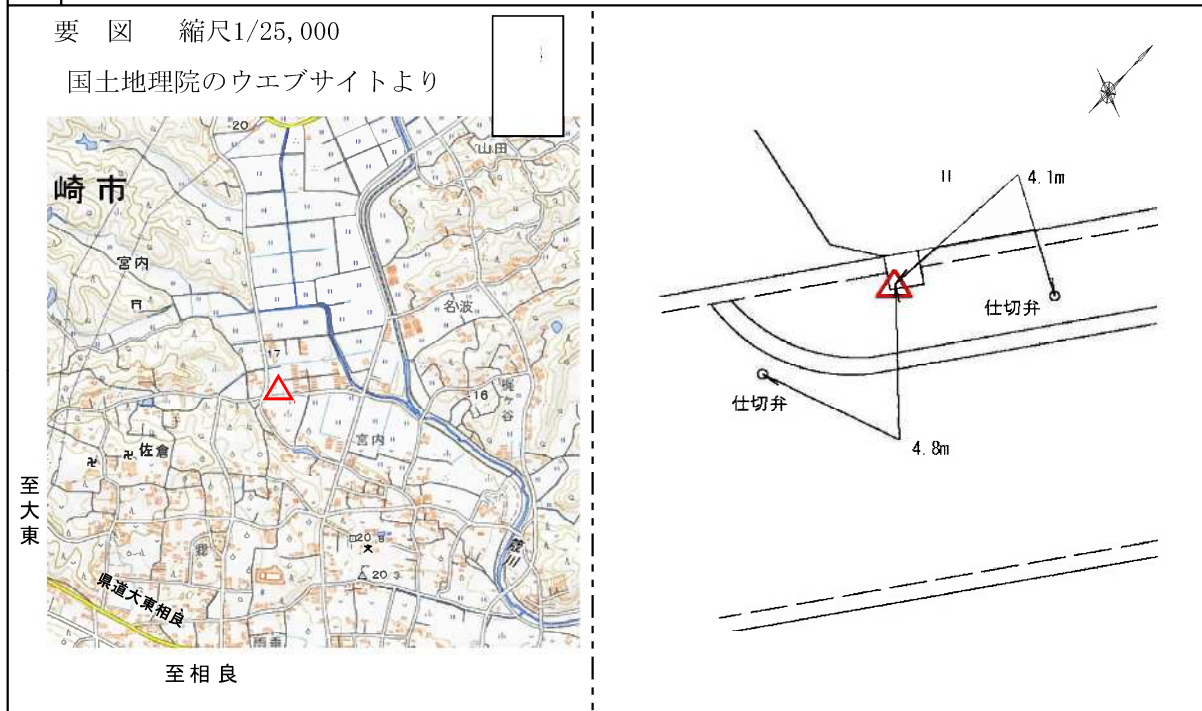 要 図 縮尺1/25,000
国土地理院のウエブサイトより
20
山田
崎市
宮内
名波
17
梶ヶ谷
16
宮内
佐倉
至大東
20.3
県道大東相良
至相良
4.1m
仕切弁
仕切弁
4.8m